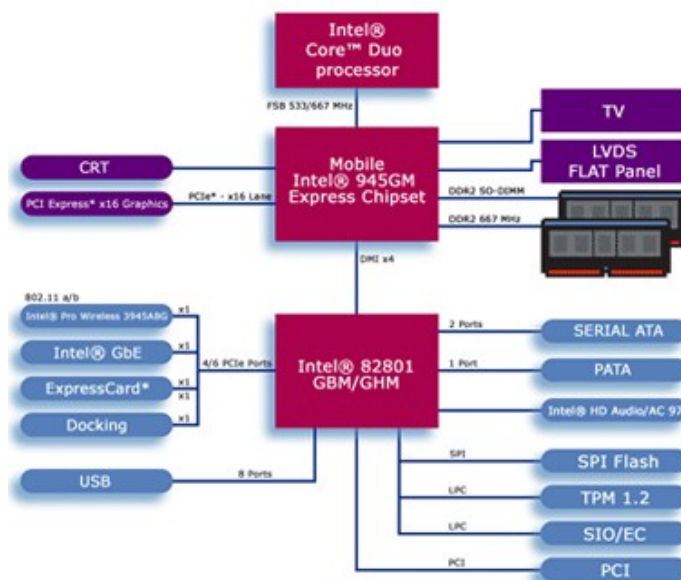 Intel®
Core™ Duo
processor
FSB 533/667 MHz
TV
CRT
Mobile
Intel® 945GM
Express Chipset
LVDS
FLAT Panel
PCI Express* x16 Graphics
PCIe* - x16 Lane
DDR2 SO-DIMM
DDR2 667 MHz
DMI x4
802.11 a/b
Intel® Pro Wireless 3945ABG
x1
Intel® GbE
x1
ExpressCard*
x1
x1
Docking
x1
4/6 PCIe Ports
Intel® 82801
GBM/GHM
2 Ports
SERIAL ATA
1 Port
PATA
Intel® HD Audio/AC 97
USB
8 Ports
SPI
SPI Flash
LPC
TPM 1.2
LPC
SIO/EC
PCI
PCI